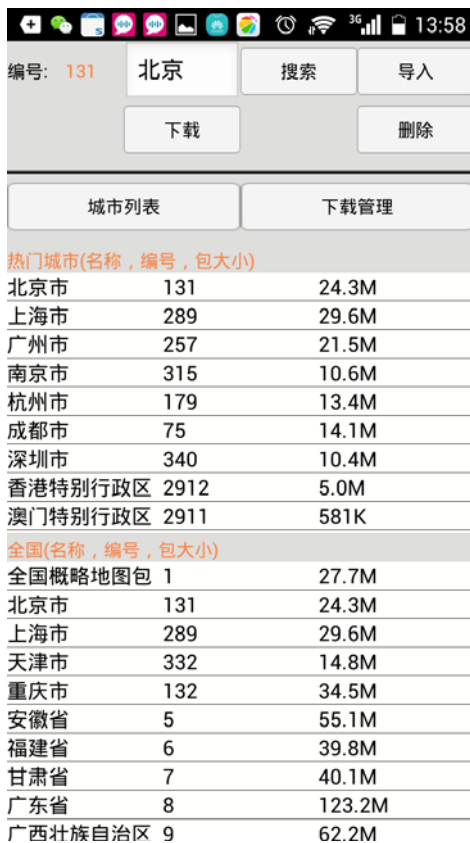 3G 13:58
编号: 131 北京 搜索 导入
下载 删除
城市列表 下载管理
热门城市(名称，编号，包大小)
北京市 131 24.3M
上海市 289 29.6M
广州市 257 21.5M
南京市 315 10.6M
杭州市 179 13.4M
成都市 75 14.1M
深圳市 340 10.4M
香港特别行政区 2912 5.0M
澳门特别行政区 2911 581K
全国(名称，编号，包大小)
全国概略地图包 1 27.7M
北京市 131 24.3M
上海市 289 29.6M
天津市 332 14.8M
重庆市 132 34.5M
安徽省 5 55.1M
福建省 6 39.8M
甘肃省 7 40.1M
广东省 8 123.2M
广西壮族自治区 9 62.2M